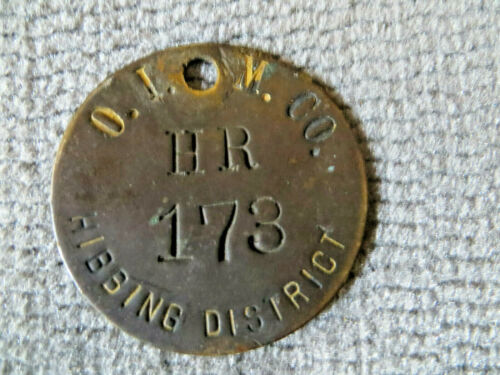 O. I. M. CO.
HR
173
HIBBING DISTRICT